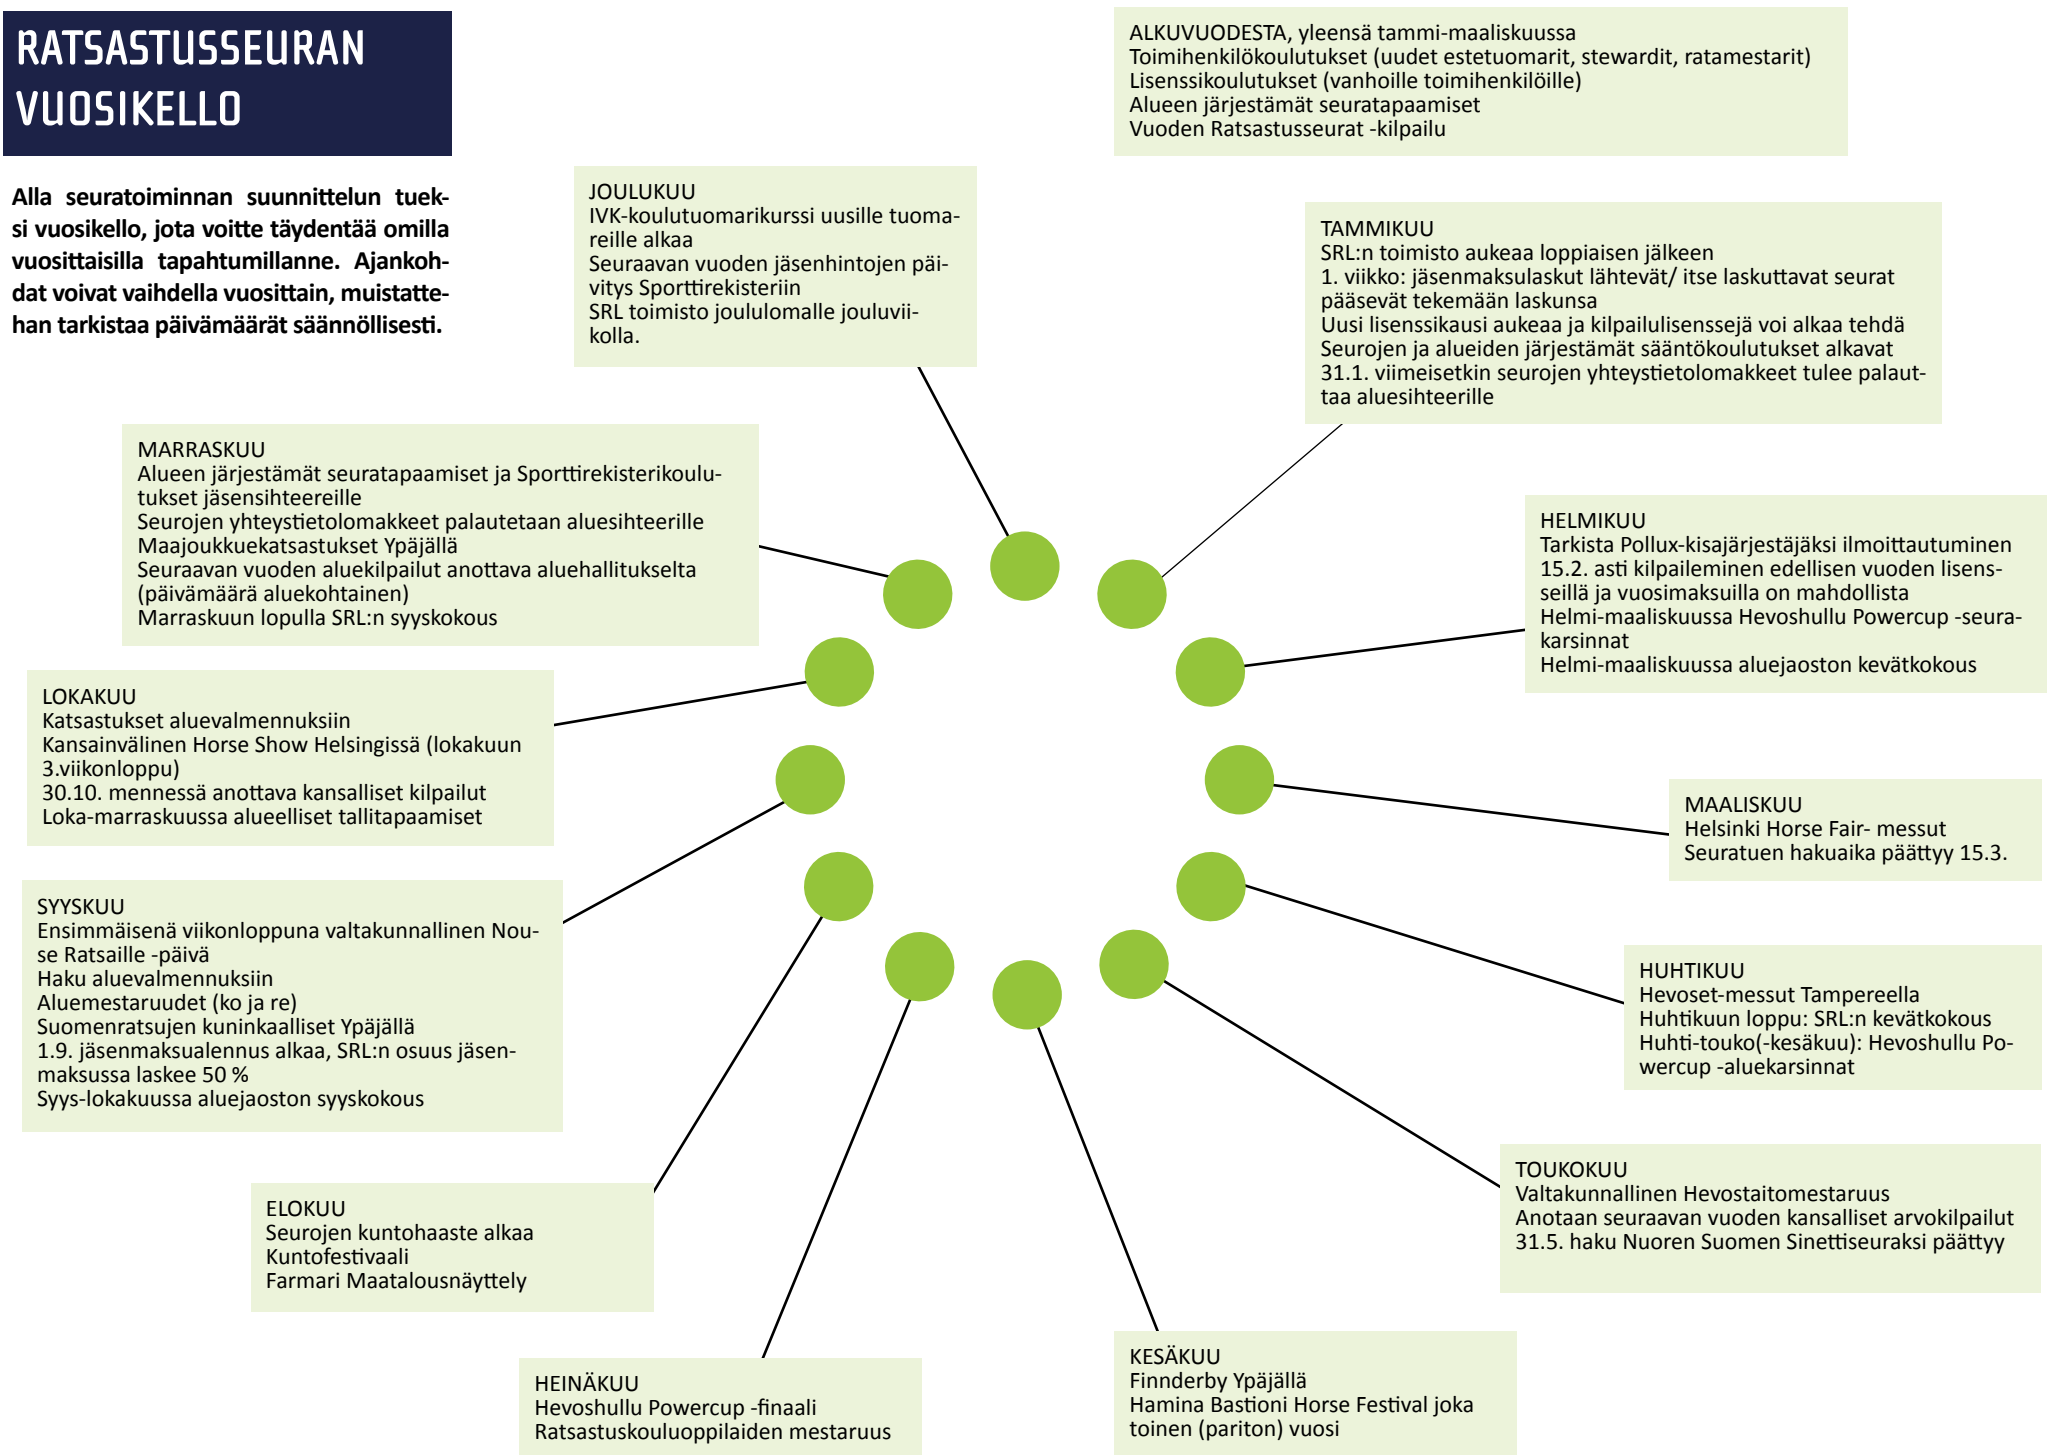 RATSASTUSSEURAN
VUOSIKELLO
Alla seuratoiminnan suunnittelun tuek-
si vuosikello, jota voitte täydentää omilla
vuosittaisilla tapahtumillanne. Ajankoh-
dat voivat vaihdella vuosittain, muistatte-
han tarkistaa päivämäärät säännöllisesti.
ALKUVUODESTA, yleensä tammi-maaliskuussa
Toimihenkilökoulutukset (uudet estetuomarit, stewardit, ratamestarit)
Lisenssikoulutukset (vanhoille toimihenkilöille)
Alueen järjestämät seuratapaamiset
Vuoden Ratsastusseurat -kilpailu
TAMMIKUU
SRL:n toimisto aukeaa loppiaisen jälkeen
1. viikko: jäsenmaksulaskut lähtevät/ itse laskuttavat seurat
pääsevät tekemään laskunsa
Uusi lisenssikausi aukeaa ja kilpailulisenssejä voi alkaa tehdä
Seurojen ja alueiden järjestämät sääntökoulutukset alkavat
31.1. viimeisetkin seurojen yhteystietolomakkeet tulee palaut-
taa aluesihteerille
HELMIKUU
Tarkista Pollux-kisajärjestäjäksi ilmoittautuminen
15.2. asti kilpaileminen edellisen vuoden lisens-
seillä ja vuosimaksuilla on mahdollista
Helmi-maaliskuussa Hevoshullu Powercup -seura-
karsinnat
Helmi-maaliskuussa aluejaoston kevätkokous
MAALISKUU
Helsinki Horse Fair- messut
Seuratuen hakuaika päättyy 15.3.
HUHTIKUU
Hevoset-messut Tampereella
Huhtikuun loppu: SRL:n kevätkokous
Huhti-touko(-kesäkuu): Hevoshullu Po-
wercup -aluekarsinnat
TOUKOKUU
Valtakunnallinen Hevostaitomestaruus
Anotaan seuraavan vuoden kansalliset arvokilpailut
31.5. haku Nuoren Suomen Sinettiseuraksi päättyy
KESÄKUU
Finnderby Ypäjällä
Hamina Bastioni Horse Festival joka
toinen (pariton) vuosi
HEINÄKUU
Hevoshullu Powercup -finaali
Ratsastuskouluoppilaiden mestaruus
ELOKUU
Seurojen kuntohaaste alkaa
Kuntofestivaali
Farmari Maatalousnäyttely
SYYSKUU
Ensimmäisenä viikonloppuna valtakunnallinen Nou-
se Ratsaille -päivä
Haku aluevalmennuksiin
Aluemestaruudet (ko ja re)
Suomenratsujen kuninkaalliset Ypäjällä
1.9. jäsenmaksualennus alkaa, SRL:n osuus jäsen-
maksussa laskee 50 %
Syys-lokakuussa aluejaoston syyskokous
LOKAKUU
Katsastukset aluevalmennuksiin
Kansainvälinen Horse Show Helsingissä (lokakuun
3.viikonloppu)
30.10. mennessä anottava kansalliset kilpailut
Loka-marraskuussa alueelliset tallitapaamiset
MARRASKUU
Alueen järjestämät seuratapaamiset ja Sporttirekisterikoulu-
tukset jäsensihteereille
Seurojen yhteystietolomakkeet palautetaan aluesihteerille
Maajoukkuekatsastukset Ypäjällä
Seuraavan vuoden aluekilpailut anottava aluehallitukselta
(päivämäärä aluekohtainen)
Marraskuun lopulla SRL:n syyskokous
JOULUKUU
IVK-koulutuomarikurssi uusille tuoma-
reille alkaa
Seuraavan vuoden jäsenhintojen päi-
vitys Sporttirekisteriin
SRL toimisto joululomalle jouluvii-
kolla.